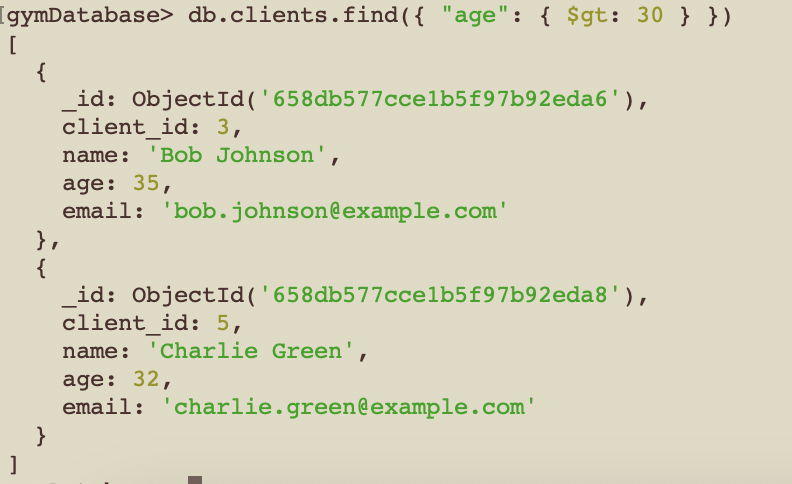 gymDatabase> db.clients.find({ "age": { $gt: 30 } })
[
  {
    _id: ObjectId('658db577cce1b5f97b92eda6'),
    client_id: 3,
    name: 'Bob Johnson',
    age: 35,
    email: 'bob.johnson@example.com'
  },
  {
    _id: ObjectId('658db577cce1b5f97b92eda8'),
    client_id: 5,
    name: 'Charlie Green',
    age: 32,
    email: 'charlie.green@example.com'
  }
]